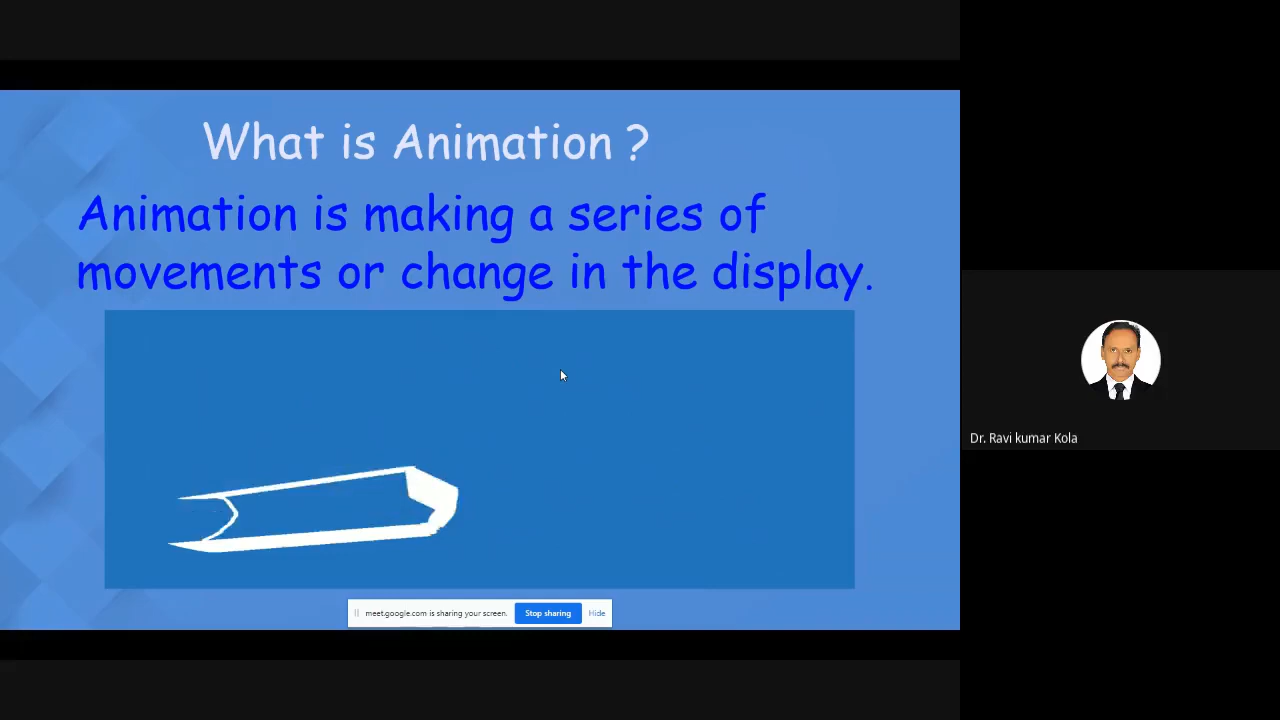 What is Animation ?
Animation is making a series of
movements or change in the display.
meet.google.com is sharing your screen.
Stop sharing
Hide
Dr. Ravi kumar Kola